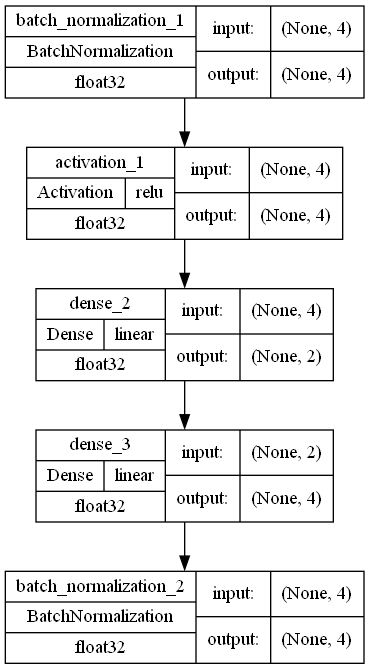 batch_normalization_1
BatchNormalization
float32
input: (None, 4)
output: (None, 4)
activation_1
Activation relu
float32
input: (None, 4)
output: (None, 4)
dense_2
Dense linear
float32
input: (None, 4)
output: (None, 2)
dense_3
Dense linear
float32
input: (None, 2)
output: (None, 4)
batch_normalization_2
BatchNormalization
float32
input: (None, 4)
output: (None, 4)